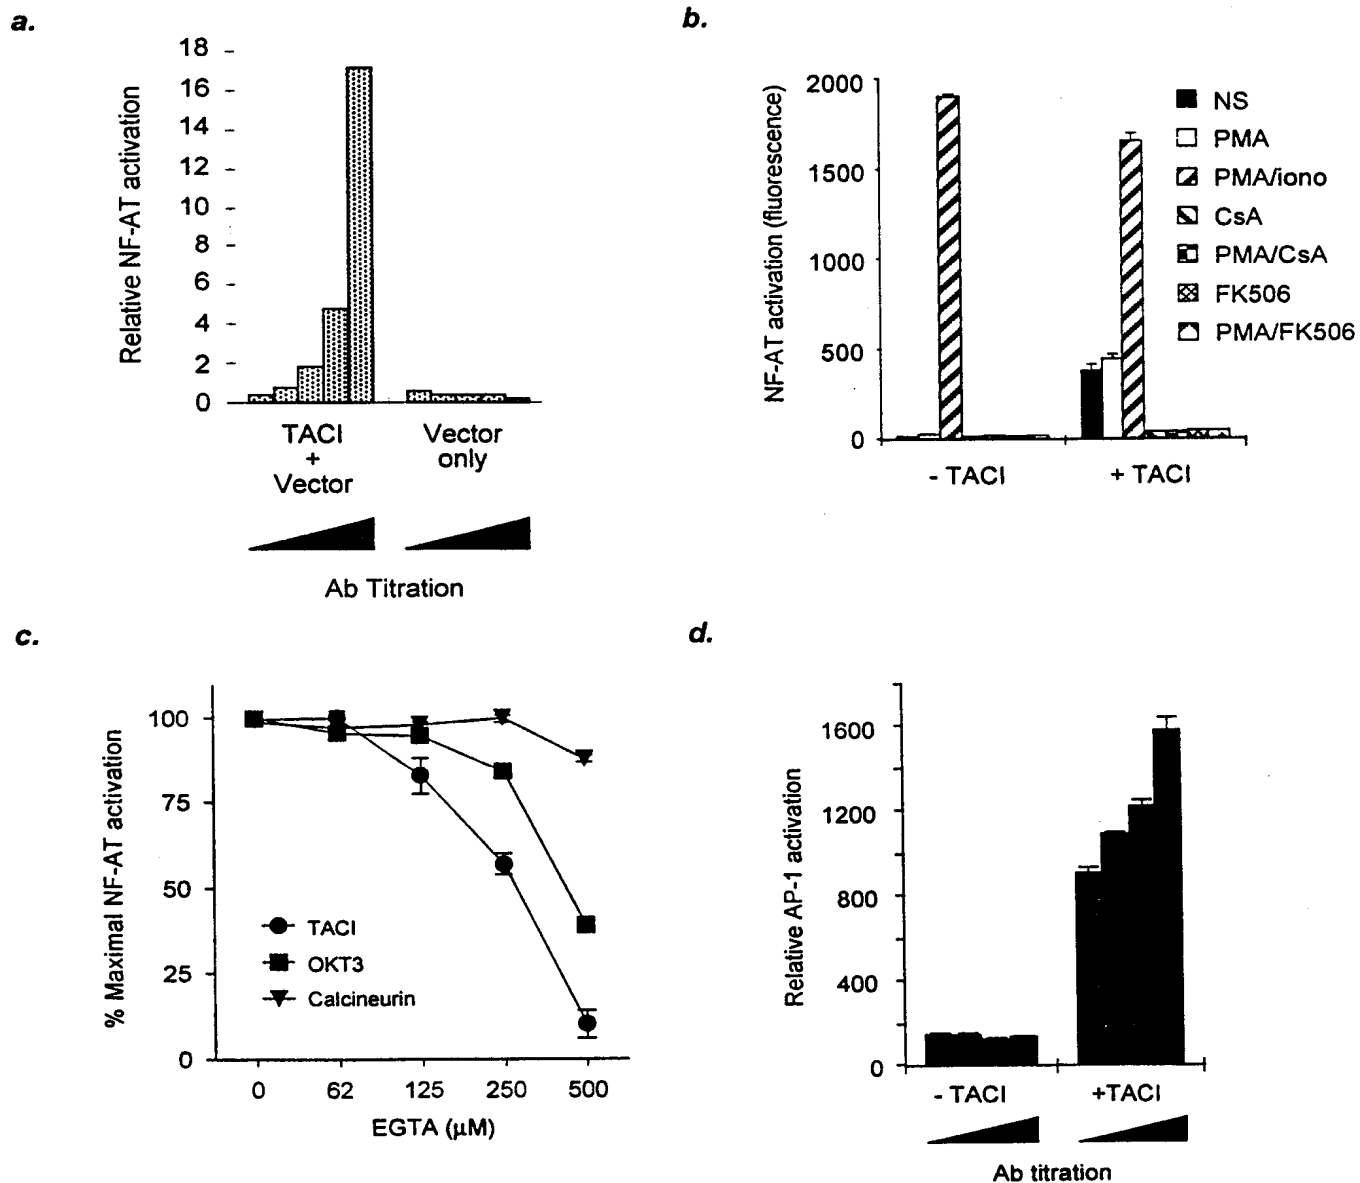 a.
Relative NF-AT activation
18
16
14
12
10
8
6
4
2
0
TACI
+
Vector
Vector
only
Ab Titration
b.
NF-AT activation (fluorescence)
2000
1500
1000
500
0
- TACI
+ TACI
NS
PMA
PMA/iono
CsA
PMA/CsA
FK506
PMA/FK506
c.
% Maximal NF-AT activation
100
75
50
25
0
TACI
OKT3
Calcineurin
0 62 125 250 500
EGTA (µM)
d.
Relative AP-1 activation
1600
1200
800
400
0
- TACI
+TACI
Ab titration